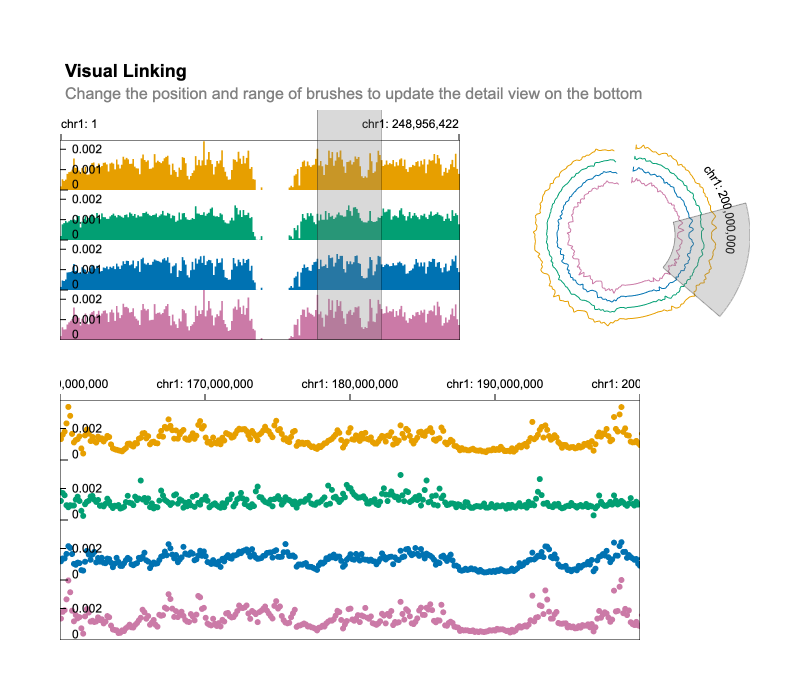 Visual Linking
Change the position and range of brushes to update the detail view on the bottom
chr1: 1
chr1: 248,956,422
0.002
0.001
0
0.002
0.001
0
0.002
0.001
0
0.002
0.001
0
chr1: 200,000,000
0,000,000
chr1: 170,000,000
chr1: 180,000,000
chr1: 190,000,000
chr1: 200
0.002
0
0.002
0
0.002
0
0.002
0